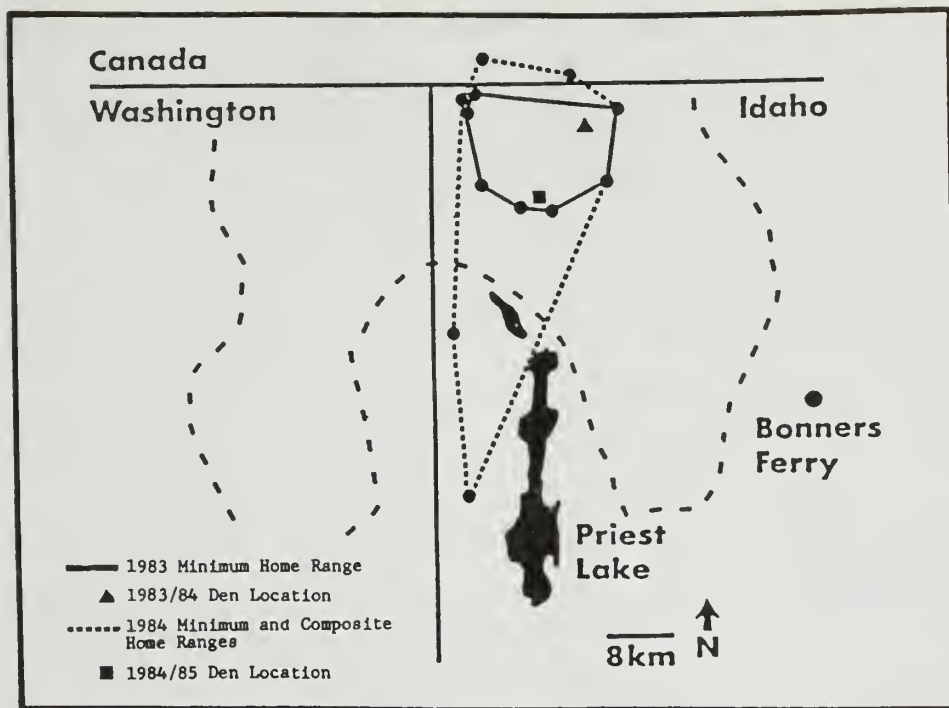 Canada
Washington
Idaho
Bonners
Ferry
Priest
Lake
1983 Minimum Home Range
1983/84 Den Location
1984 Minimum and Composite
Home Ranges
1984/85 Den Location
8km
N